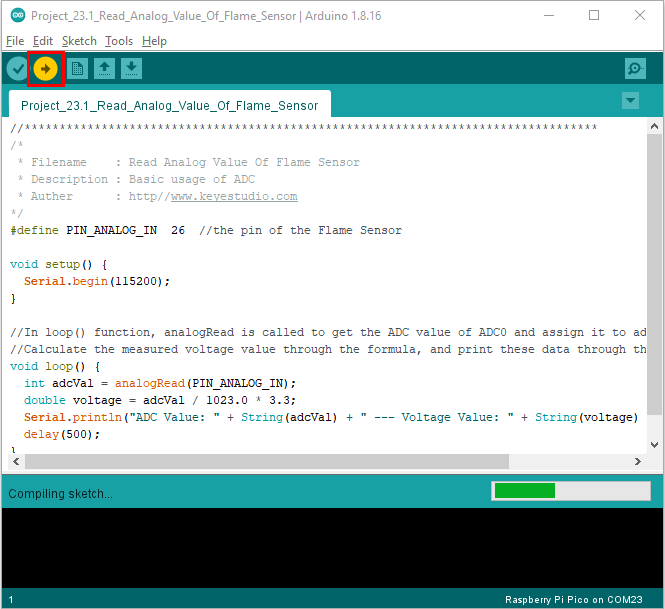 Project_23.1_Read_Analog_Value_Of_Flame_Sensor | Arduino 1.8.16
File Edit Sketch Tools Help
Project_23.1_Read_Analog_Value_Of_Flame_Sensor
//**********************************************************************************
/*
 * Filename    : Read Analog Value Of Flame Sensor
 * Description : Basic usage of ADC
 * Auther      : http//www.keyestudio.com
*/
#define PIN_ANALOG_IN  26  //the pin of the Flame Sensor
void setup() {
  Serial.begin(115200);
}
//In loop() function, analogRead is called to get the ADC value of ADC0 and assign it to ad
//Calculate the measured voltage value through the formula, and print these data through th
void loop() {
  int adcVal = analogRead(PIN_ANALOG_IN);
  double voltage = adcVal / 1023.0 * 3.3;
  Serial.println("ADC Value: " + String(adcVal) + " --- Voltage Value: " + String(voltage)
  delay(500);
}
Compiling sketch...
1 Raspberry Pi Pico on COM23